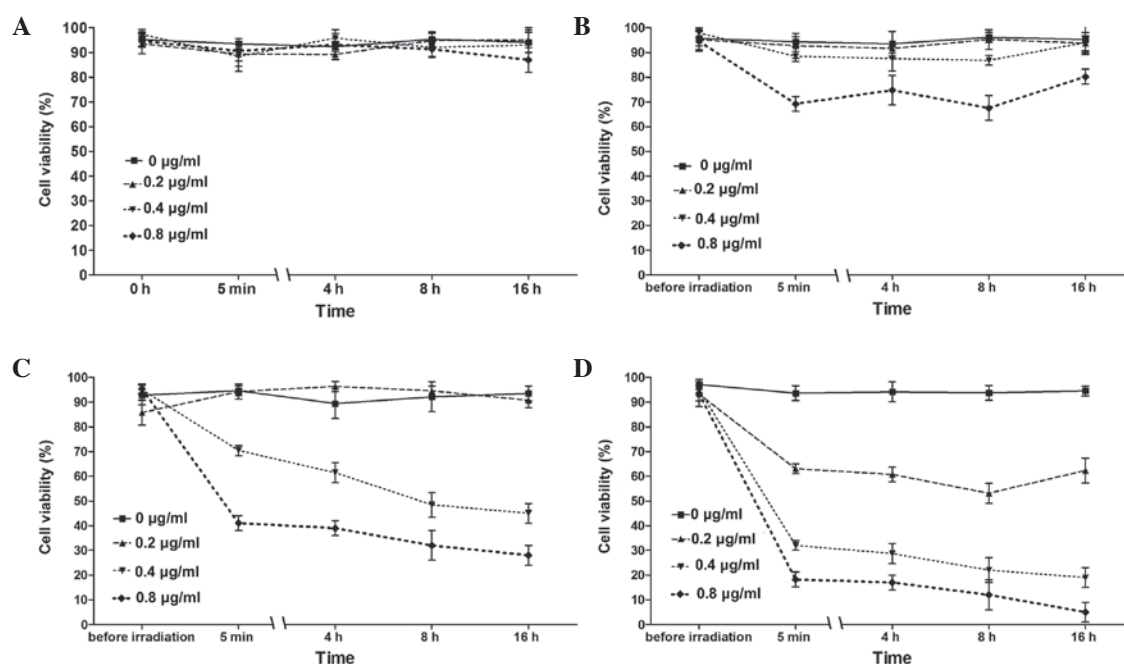 A
Cell viability (%)
100
90
80
70
60
50
40
30
20
10
0
0 µg/ml
0.2 µg/ml
0.4 µg/ml
0.8 µg/ml
0 h
5 min
4 h
8 h
16 h
Time
B
Cell viability (%)
100
90
80
70
60
50
40
30
20
10
0
0 µg/ml
0.2 µg/ml
0.4 µg/ml
0.8 µg/ml
before irradiation
5 min
4 h
8 h
16 h
Time
C
Cell viability (%)
100
90
80
70
60
50
40
30
20
10
0
0 µg/ml
0.2 µg/ml
0.4 µg/ml
0.8 µg/ml
before irradiation
5 min
4 h
8 h
16 h
Time
D
Cell viability (%)
100
90
80
70
60
50
40
30
20
10
0
0 µg/ml
0.2 µg/ml
0.4 µg/ml
0.8 µg/ml
before irradiation
5 min
4 h
8 h
16 h
Time